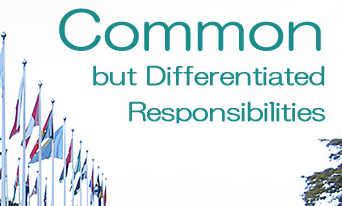 Common
but Differentiated
Responsibilities